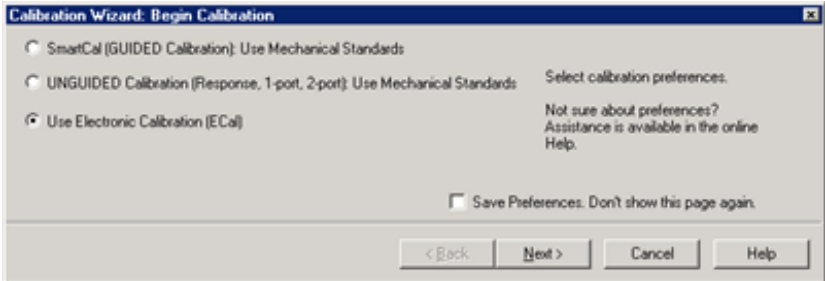 Calibration Wizard: Begin Calibration
SmartCal (GUIDED Calibration): Use Mechanical Standards
UNGUIDED Calibration (Response, 1-port, 2-port): Use Mechanical Standards
Use Electronic Calibration (ECal)
Select calibration preferences.
Not sure about preferences?
Assistance is available in the online
Help.
Save Preferences. Don't show this page again.
< Back Next > Cancel Help